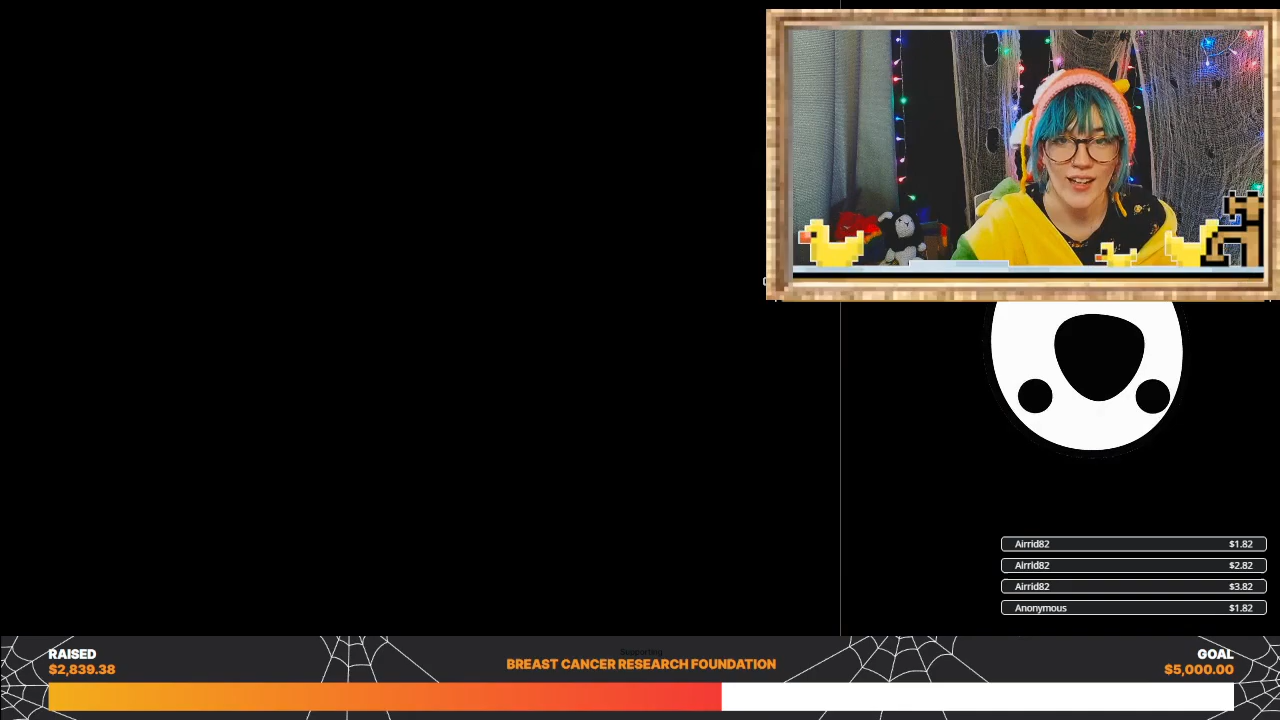 Airrid82 $1.82
Airrid82 $2.82
Airrid82 $3.82
Anonymous $1.82
RAISED
$2,839.38
Supporting
BREAST CANCER RESEARCH FOUNDATION
GOAL
$5,000.00